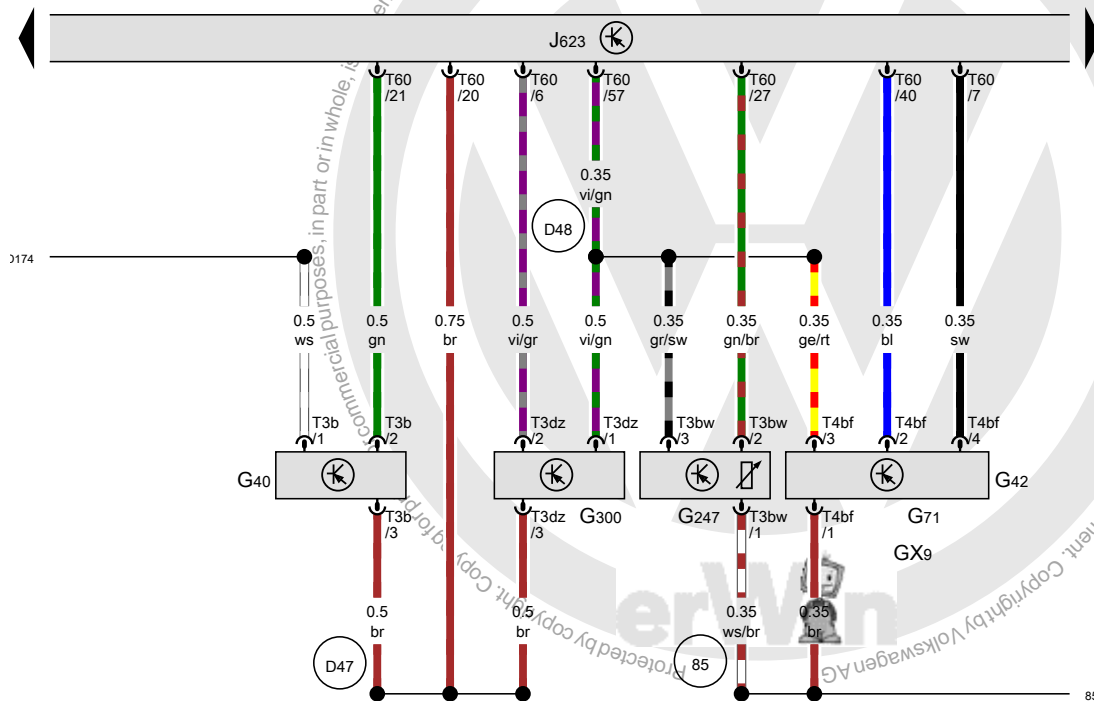 J623
T60 /21
T60 /20
T60 /6
T60 /57
T60 /27
T60 /40
T60 /7
0.35 vi/gn
D48
0174
0.5 ws
0.5 gn
0.75 br
0.5 vi/gr
0.5 vi/gn
0.35 gr/sw
0.35 gn/br
0.35 ge/rt
0.35 bl
0.35 sw
T3b /1
T3b /2
T3dz /2
T3dz /1
T3bw /3
T3bw /2
T4bf /3
T4bf /2
T4bf /4
G40
G42
T3b /3
T3dz /3
G300
G247
T3bw /1
T4bf /1
G71
GX9
erWin
0.5 br
0.5 br
0.35 ws/br
0.35 br
D47
85
85
commercial purposes, in part or in whole, is
Protected by copyright. Copy
Copyright by Volkswagen AG